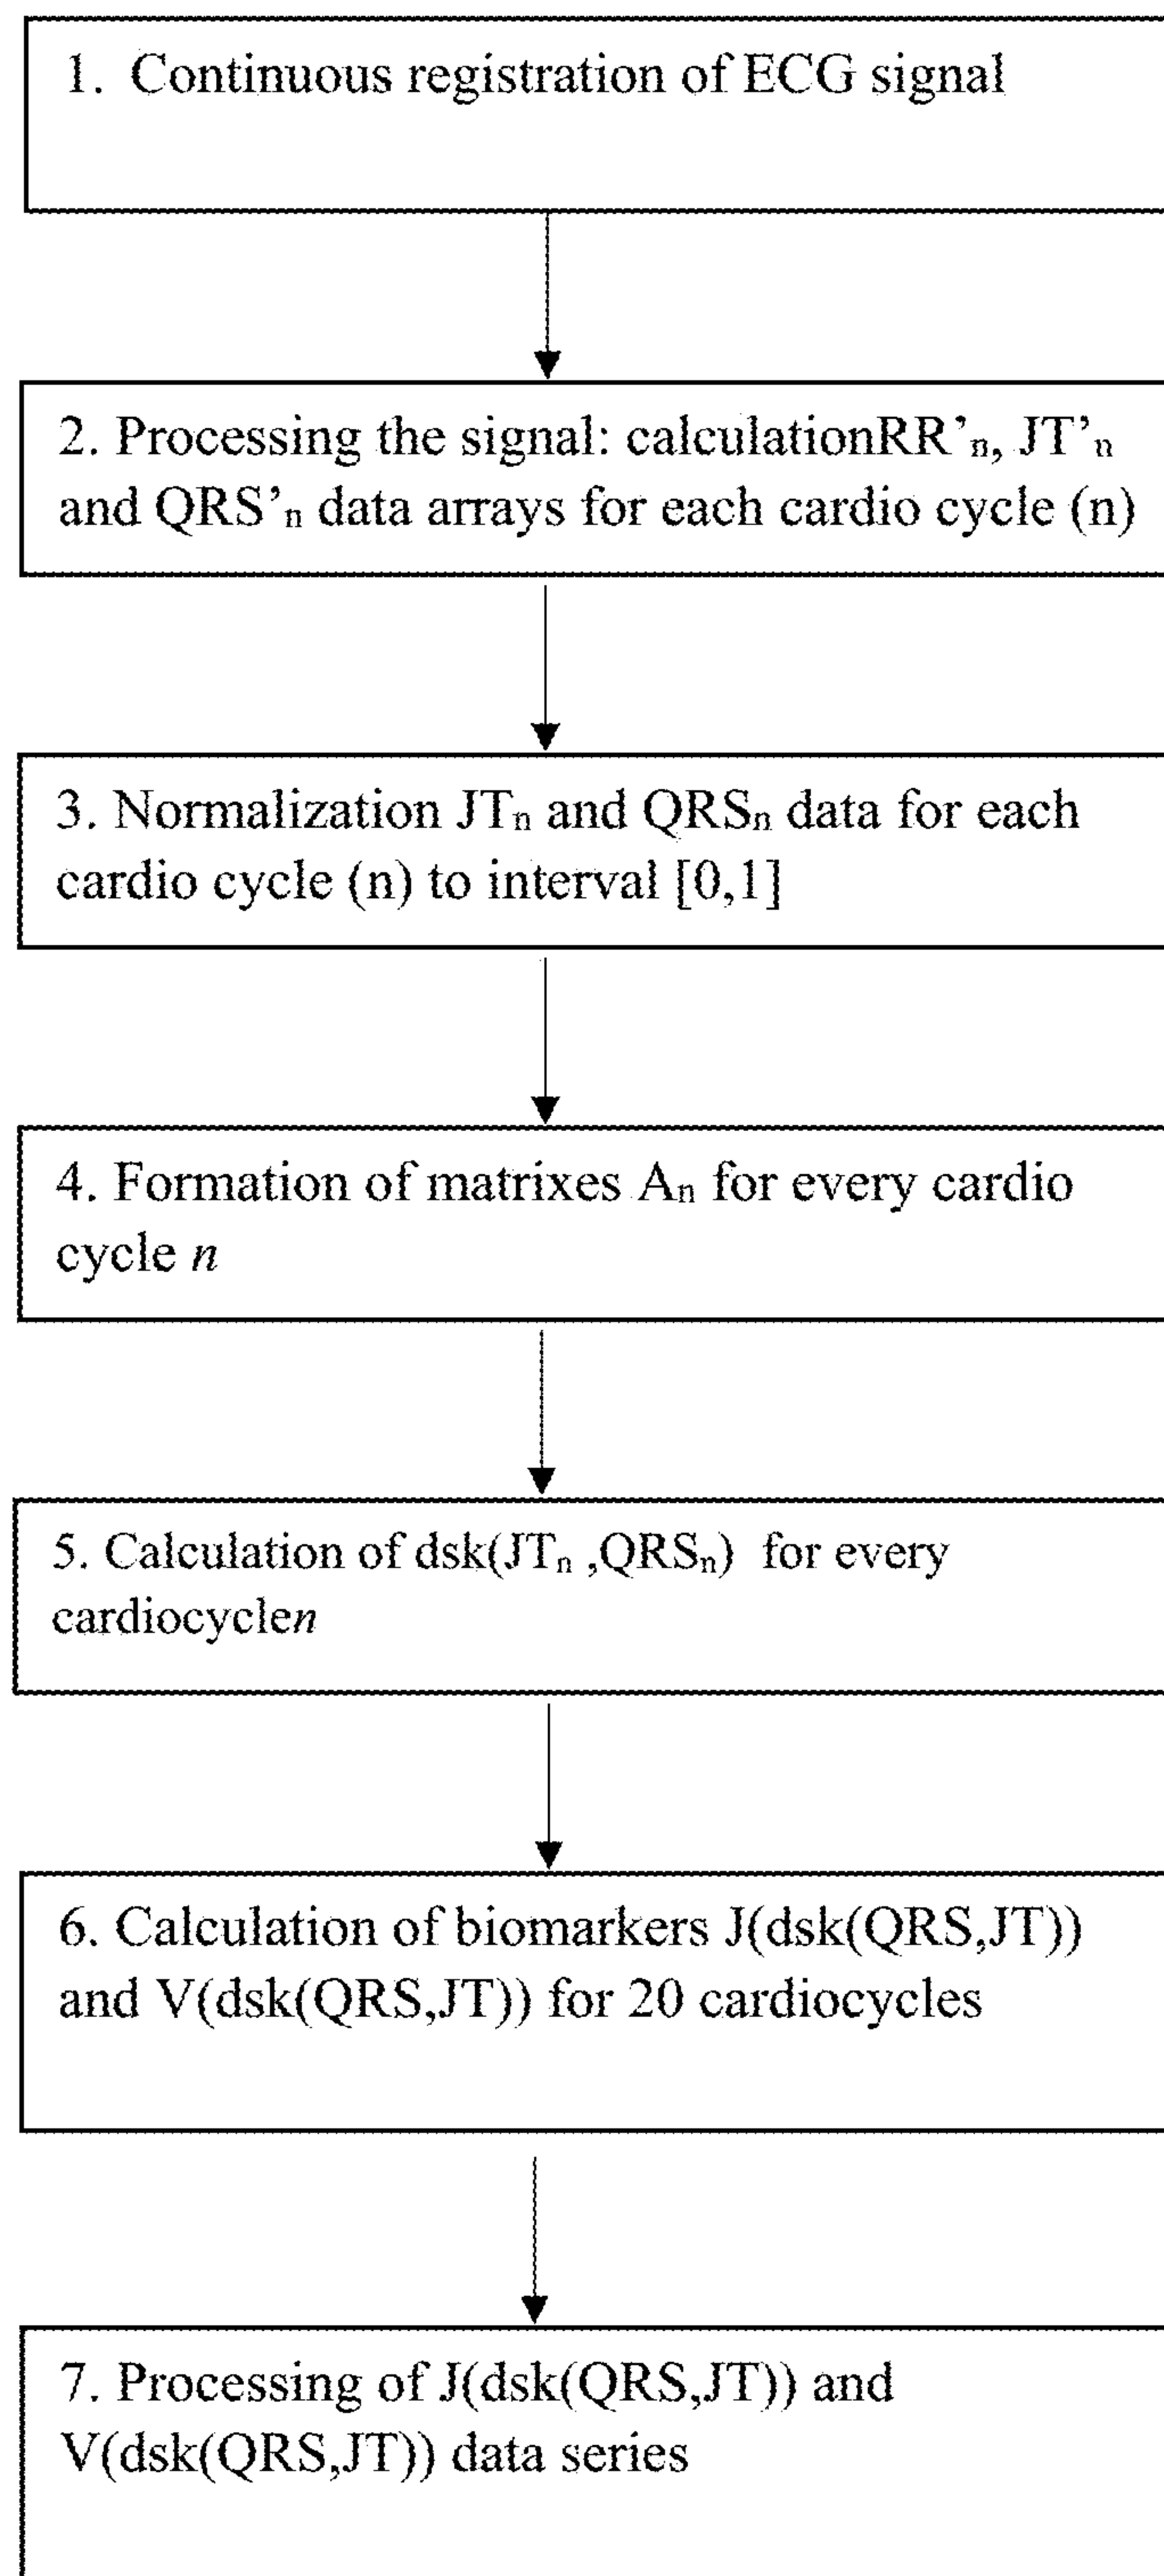 1. Continuous registration of ECG signal
2. Processing the signal: calculationRR’ₙ, JT’ₙ
and QRS’ₙ data arrays for each cardio cycle (n)
3. Normalization JTₙ and QRSₙ data for each
cardio cycle (n) to interval [0,1]
4. Formation of matrixes Aₙ for every cardio
cycle n
5. Calculation of dsk(JTₙ ,QRSₙ) for every
cardiocyclen
6. Calculation of biomarkers J(dsk(QRS,JT))
and V(dsk(QRS,JT)) for 20 cardiocycles
7. Processing of J(dsk(QRS,JT)) and
V(dsk(QRS,JT)) data series